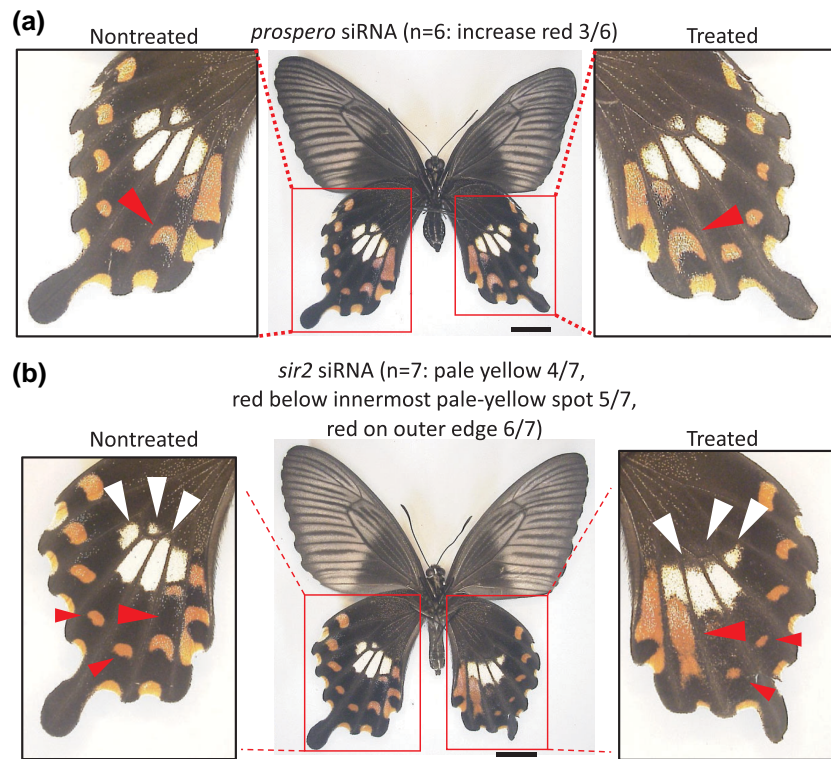 (a)
prospero siRNA (n=6: increase red 3/6)
Nontreated
Treated
(b)
sir2 siRNA (n=7: pale yellow 4/7,
red below innermost pale-yellow spot 5/7,
red on outer edge 6/7)
Nontreated
Treated